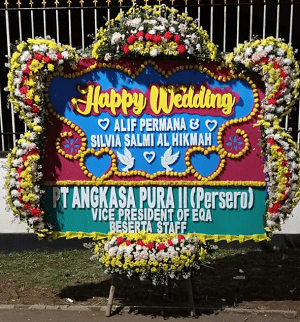 Happy Wedding
ALIF PERMANA &
SILVIA SALMI AL HIKMAH
PT ANGKASA PURA II (Persero)
VICE PRESIDENT OF EQA
BESERTA STAFF